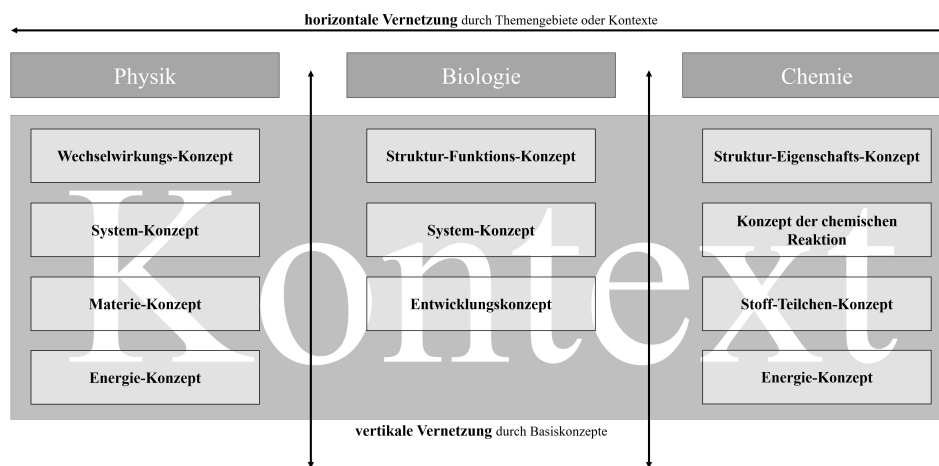 horizontale Vernetzung durch Themengebiete oder Kontexte
Physik
Biologie
Chemie
Kontext
Wechselwirkungs-Konzept
Struktur-Funktions-Konzept
Struktur-Eigenschafts-Konzept
System-Konzept
System-Konzept
Konzept der chemischen
Reaktion
Materie-Konzept
Entwicklungskonzept
Stoff-Teilchen-Konzept
Energie-Konzept
Energie-Konzept
vertikale Vernetzung durch Basiskonzepte